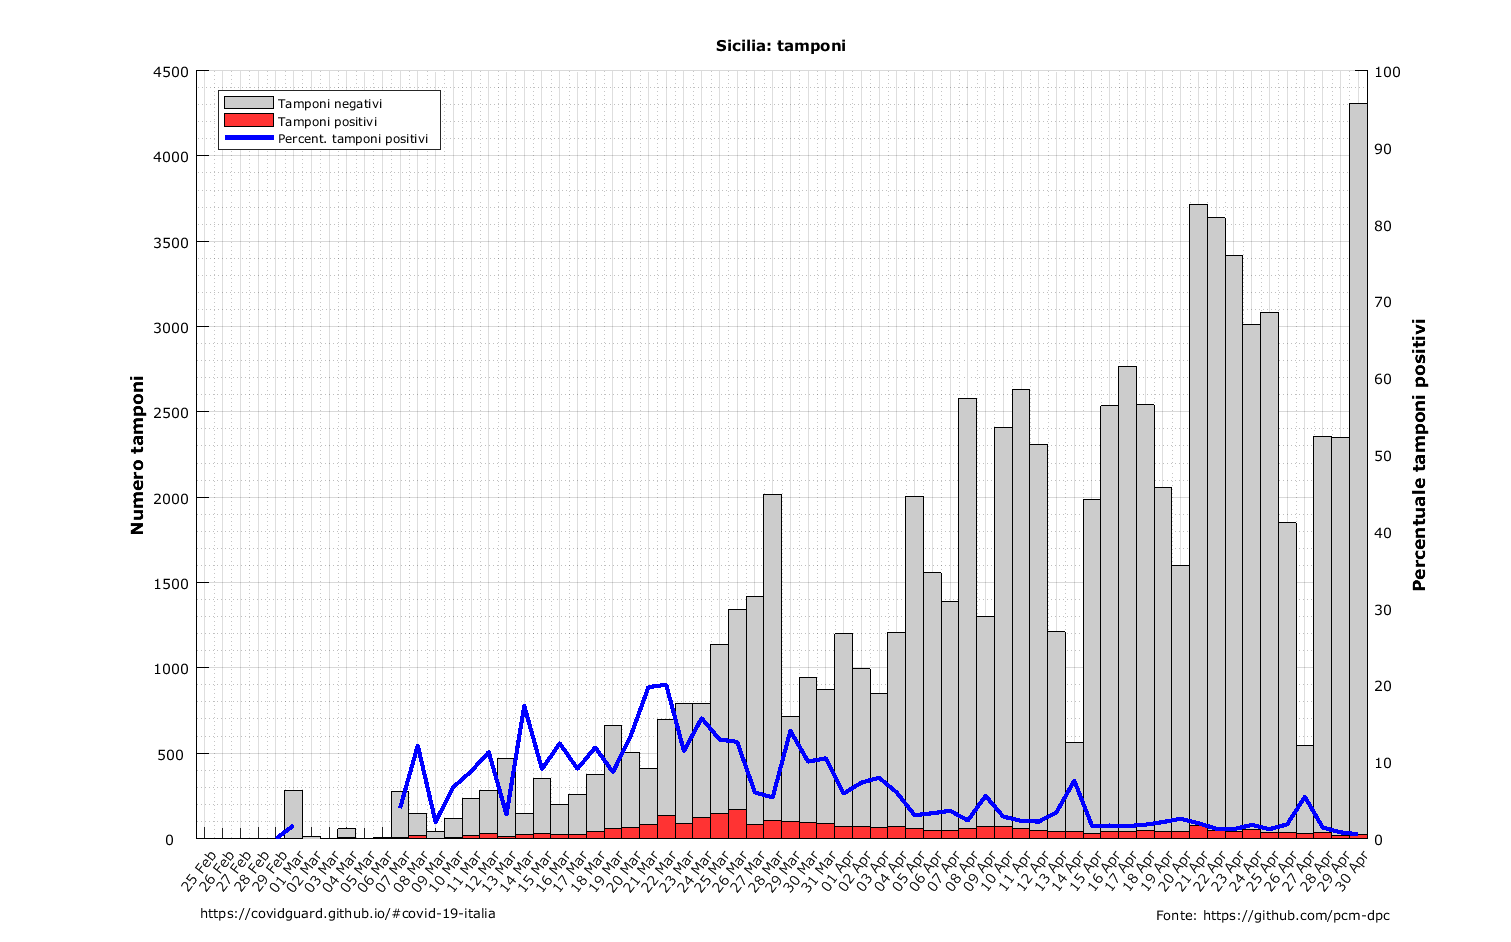 Sicilia: tamponi
Tamponi negativi
Tamponi positivi
Percent. tamponi positivi
Numero tamponi
4500
4000
3500
3000
2500
2000
1500
1000
500
0
Percentuale tamponi positivi
100
90
80
70
60
50
40
30
20
10
0
25 Feb
26 Feb
27 Feb
28 Feb
29 Feb
01 Mar
02 Mar
03 Mar
04 Mar
05 Mar
06 Mar
07 Mar
08 Mar
09 Mar
10 Mar
11 Mar
12 Mar
13 Mar
14 Mar
15 Mar
16 Mar
17 Mar
18 Mar
19 Mar
20 Mar
21 Mar
22 Mar
23 Mar
24 Mar
25 Mar
26 Mar
27 Mar
28 Mar
29 Mar
30 Mar
31 Mar
01 Apr
02 Apr
03 Apr
04 Apr
05 Apr
06 Apr
07 Apr
08 Apr
09 Apr
10 Apr
11 Apr
12 Apr
13 Apr
14 Apr
15 Apr
16 Apr
17 Apr
18 Apr
19 Apr
20 Apr
21 Apr
22 Apr
23 Apr
24 Apr
25 Apr
26 Apr
27 Apr
28 Apr
29 Apr
30 Apr
https://covidguard.github.io/#covid-19-italia
Fonte: https://github.com/pcm-dpc